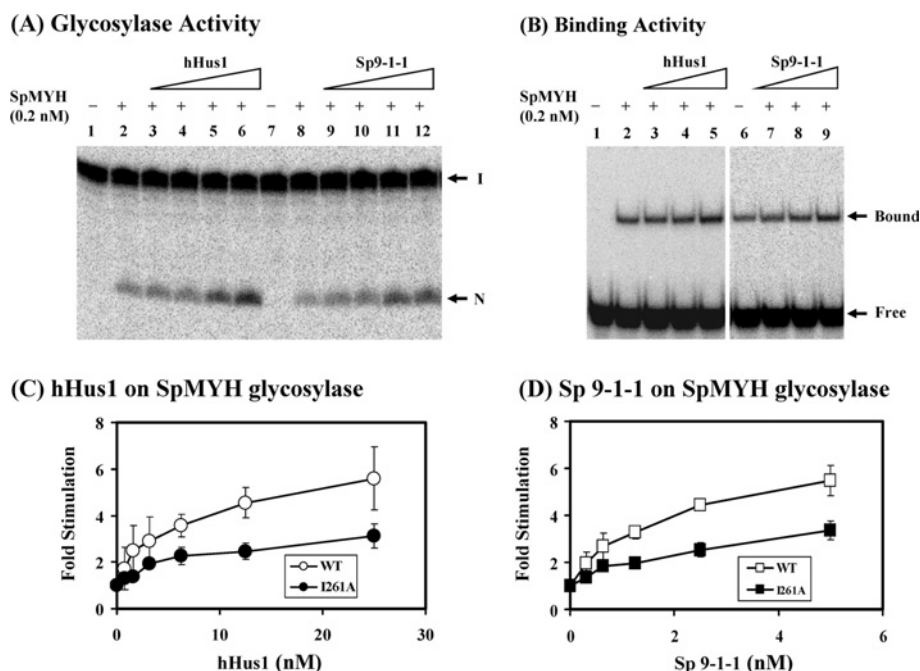 (A) Glycosylase Activity
hHus1
Sp9-1-1
SpMYH
(0.2 nM)
− + + + + + − + + + + +
1 2 3 4 5 6 7 8 9 10 11 12
I
N
(B) Binding Activity
hHus1
Sp9-1-1
SpMYH
(0.2 nM)
− + + + + − + + +
1 2 3 4 5 6 7 8 9
Bound
Free
(C) hHus1 on SpMYH glycosylase
Fold Stimulation
8
6
4
2
0
WT
I261A
0 10 20 30
hHus1 (nM)
(D) Sp 9-1-1 on SpMYH glycosylase
Fold Stimulation
8
6
4
2
0
WT
I261A
0 2 4 6
Sp 9-1-1 (nM)